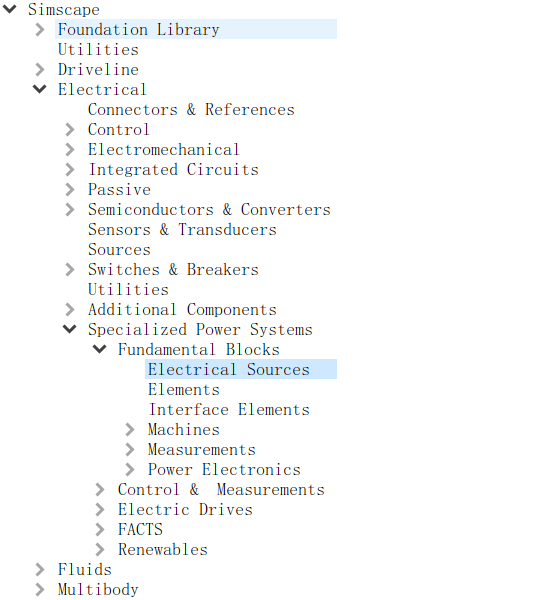 Simscape
Foundation Library
Utilities
Driveline
Electrical
Connectors & References
Control
Electromechanical
Integrated Circuits
Passive
Semiconductors & Converters
Sensors & Transducers
Sources
Switches & Breakers
Utilities
Additional Components
Specialized Power Systems
Fundamental Blocks
Electrical Sources
Elements
Interface Elements
Machines
Measurements
Power Electronics
Control &  Measurements
Electric Drives
FACTS
Renewables
Fluids
Multibody